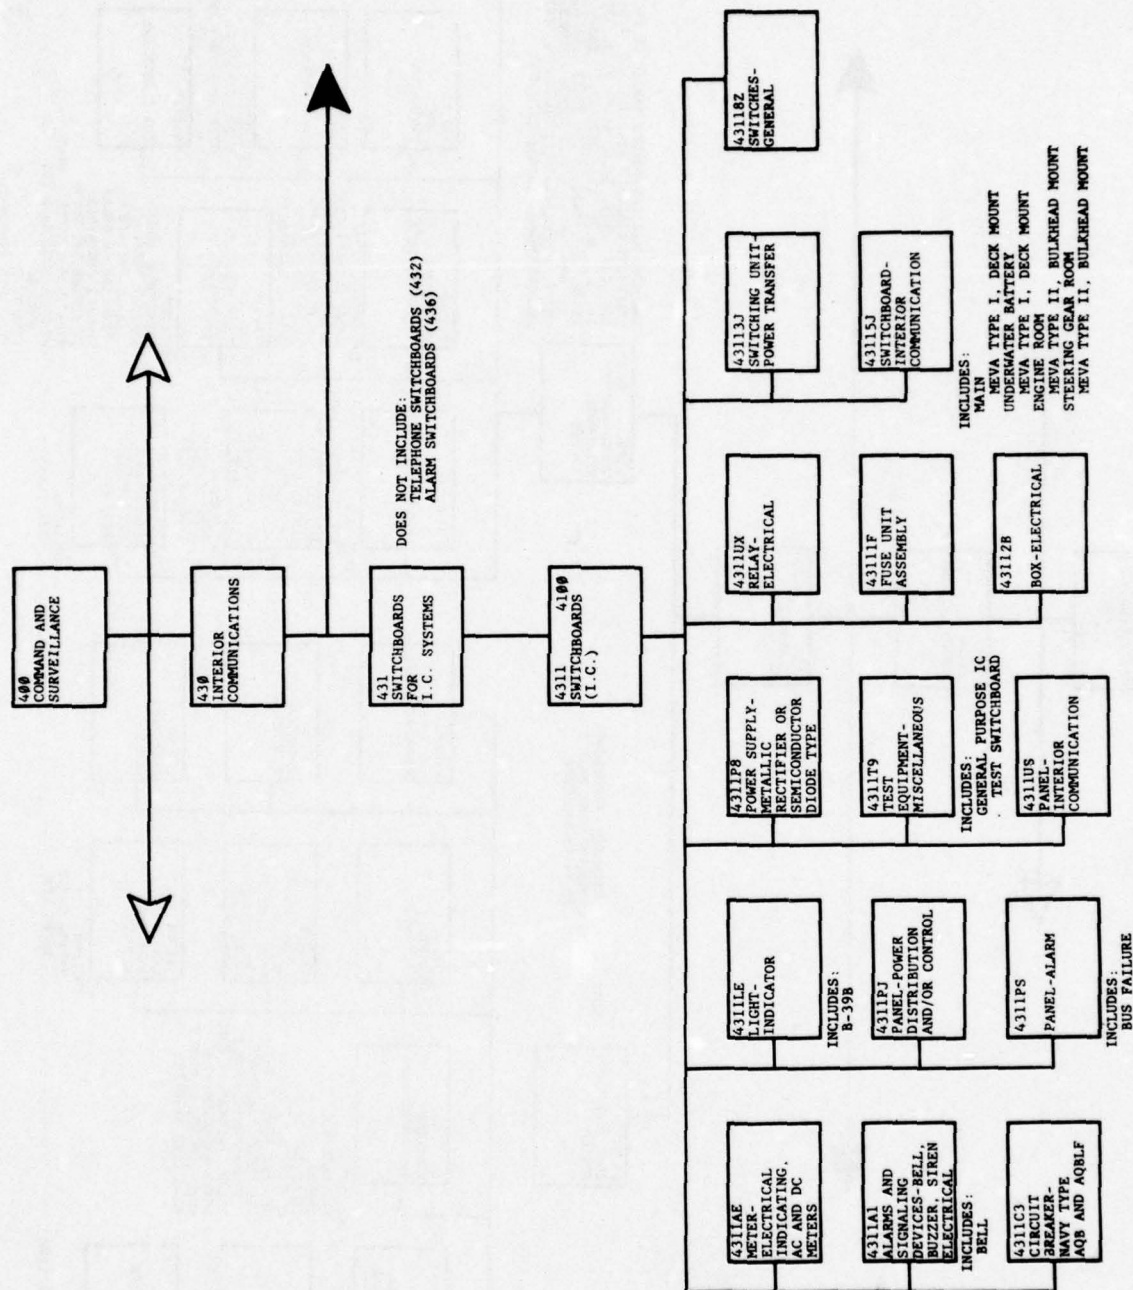 400
COMMAND AND
SURVEILLANCE
430
INTERIOR
COMMUNICATIONS
431
SWITCHBOARDS
FOR
I.C. SYSTEMS
DOES NOT INCLUDE:
TELEPHONE SWITCHBOARDS (432)
ALARM SWITCHBOARDS (436)
4311 4100
SWITCHBOARDS
(I.C.)
4311AE
METER-
ELECTRICAL
INDICATING,
AC AND DC
METERS
4311A1
ALARMS AND
SIGNALING
DEVICES-BELL,
BUZZER, SIREN
ELECTRICAL
INCLUDES:
BELL
4311C3
CIRCUIT
BREAKER-
NAVY TYPE
AQB AND AQBLF
4311LE
LIGHT-
INDICATOR
INCLUDES:
B-39B
4311PJ
PANEL-POWER
DISTRIBUTION
AND/OR CONTROL
4311PS
PANEL-ALARM
INCLUDES:
BUS FAILURE
4311P8
POWER SUPPLY-
METALLIC
RECTIFIER OR
SEMICONDUCTOR
DIODE TYPE
4311T9
TEST
EQUIPMENT-
MISCELLANEOUS
INCLUDES:
GENERAL PURPOSE IC
TEST SWITCHBOARD
4311US
PANEL-
INTERIOR
COMMUNICATION
4311UX
RELAY-
ELECTRICAL
43111F
FUSE UNIT
ASSEMBLY
43112B
BOX-ELECTRICAL
43113J
SWITCHING UNIT-
POWER TRANSFER
43115J
SWITCHBOARD-
INTERIOR
COMMUNICATION
INCLUDES:
MAIN
MEVA TYPE I, DECK MOUNT
UNDERWATER BATTERY
MEVA TYPE I, DECK MOUNT
ENGINE ROOM
MEVA TYPE II, BULKHEAD MOUNT
STEERING GEAR ROOM
MEVA TYPE II, BULKHEAD MOUNT
43118Z
SWITCHES-
GENERAL